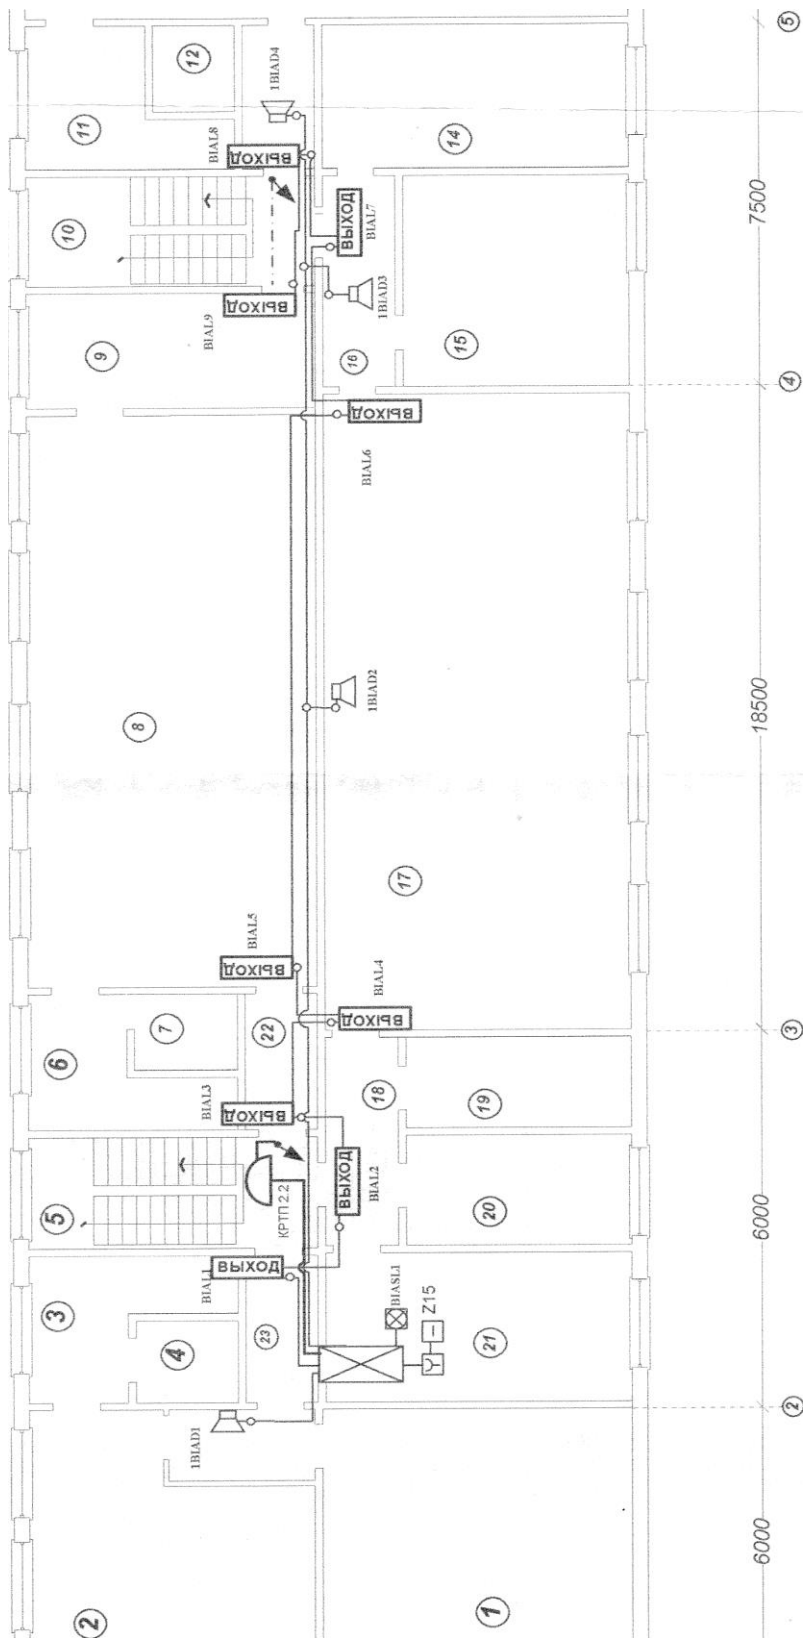 5
12
1BIAD4
11
14
BIAL8
ВЫХОД
10
7500
ВЫХОД
BIAL7
1BIAD3
ВЫХОД
BIAL9
9
16
15
4
ВЫХОД
BIAL6
8
1BIAD2
18500
17
BIAL5
ВЫХОД
BIAL4
ВЫХОД
7
22
6
3
BIAL3
ВЫХОД
18
19
ВЫХОД
BIAL2
КРТП 2.2
5
20
6000
BIAL1
ВЫХОД
3
4
23
BIASL1
Z15
21
2
1BIAD1
6000
2
1